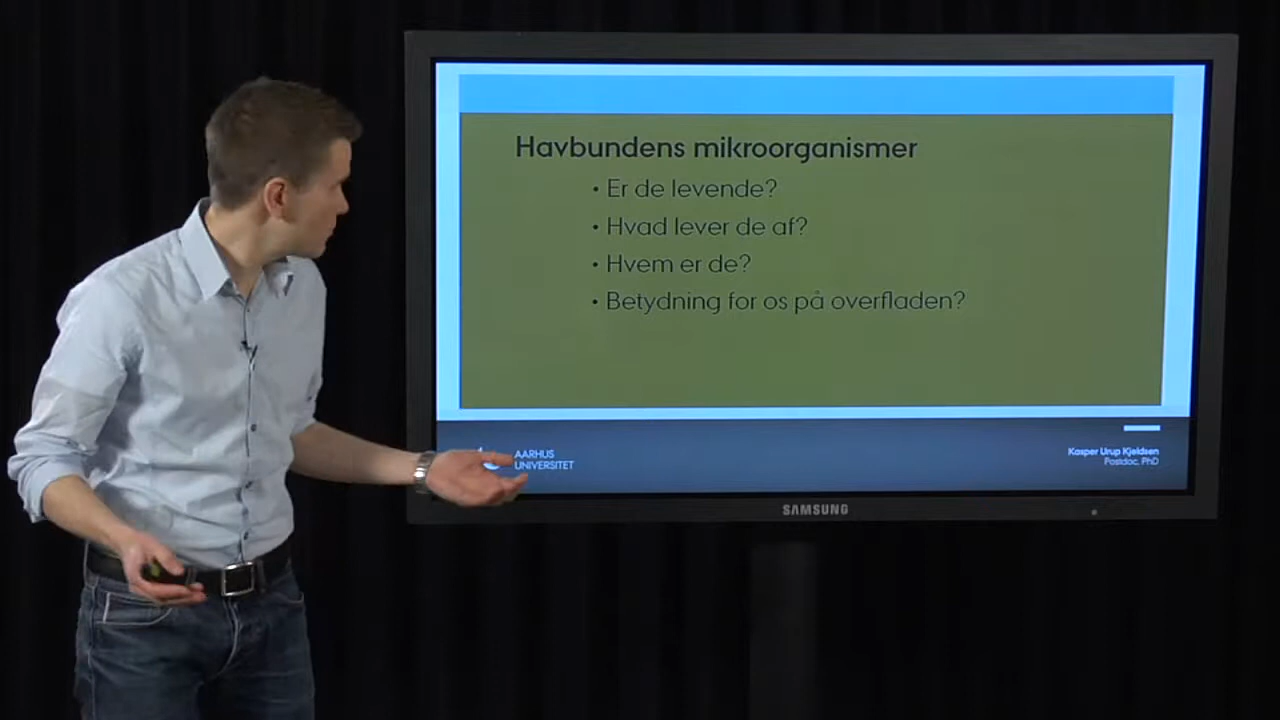 Havbundens mikroorganismer
• Er de levende?
• Hvad lever de af?
• Hvem er de?
• Betydning for os på overfladen?
AARHUS
UNIVERSITET
Kasper Urup Kjeldsen
Postdoc, PhD
SAMSUNG